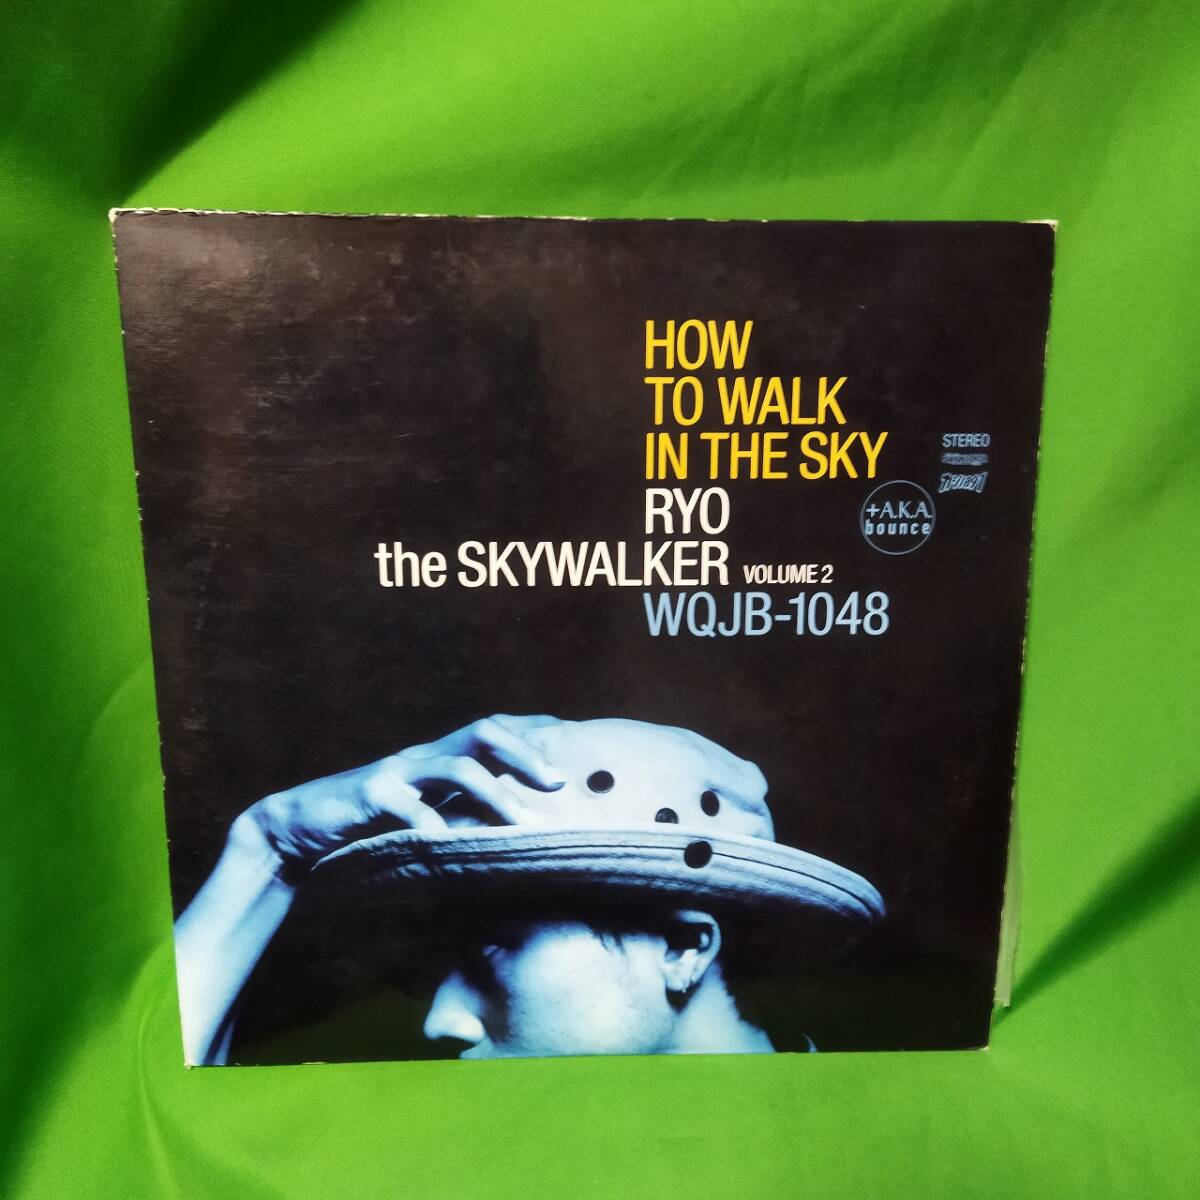 HOW
TO WALK
IN THE SKY
RYO
the SKYWALKER VOLUME 2
WQJB-1048
STEREO
+A.K.A.
bounce